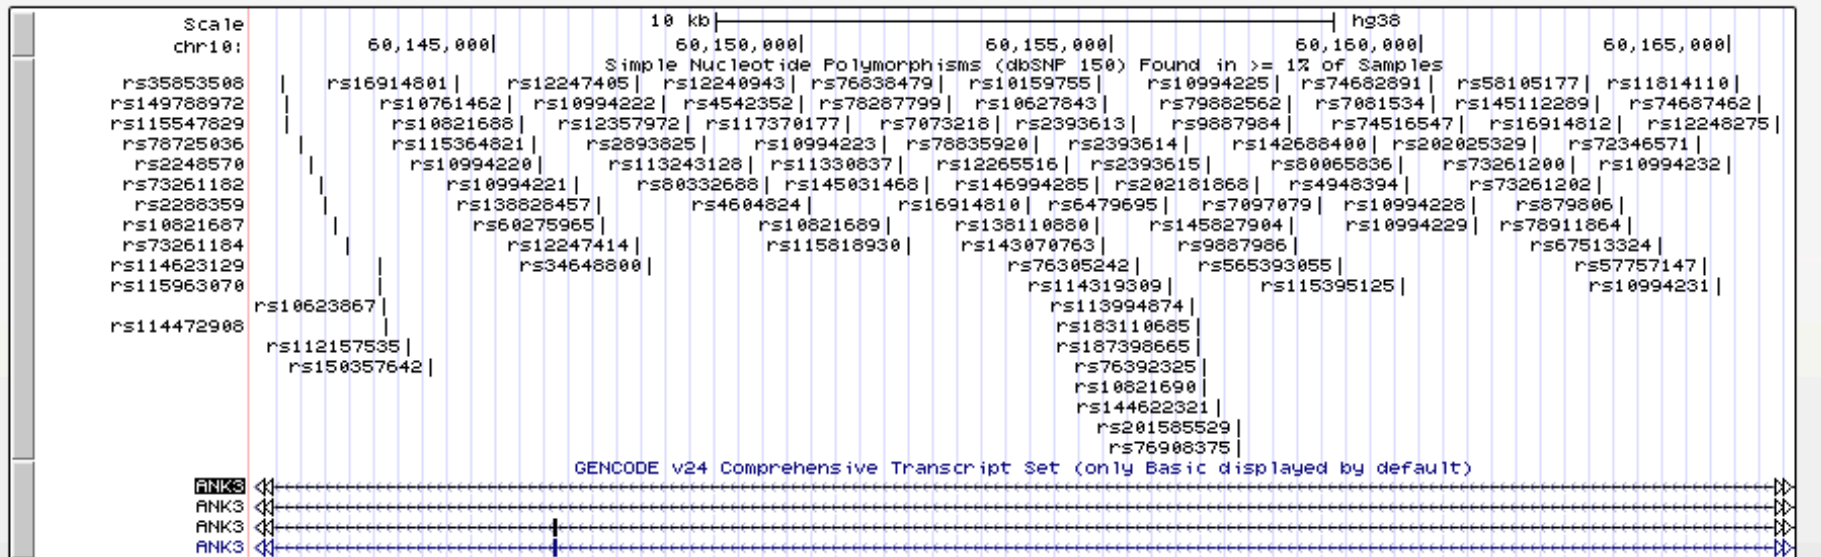 Scale 10 kb hg38
chr10: 60,145,000| 60,150,000| 60,155,000| 60,160,000| 60,165,000|
Simple Nucleotide Polymorphisms (dbSNP 150) Found in >= 1% of Samples
rs35853508 rs16914801 rs12247405 rs12240943 rs76838479 rs10159755 rs10994225 rs74682891 rs58105177 rs11814110
rs149788972 rs10761462 rs10994222 rs4542352 rs78287799 rs10627843 rs79882562 rs7081534 rs145112289 rs74687462
rs115547829 rs10821688 rs12357972 rs117370177 rs7073218 rs2393613 rs9887984 rs74516547 rs16914812 rs12248275
rs78725036 rs115364821 rs2893825 rs10994223 rs78835920 rs2393614 rs142688400 rs202025329 rs72346571
rs2248570 rs10994220 rs113243128 rs11330837 rs12265516 rs2393615 rs80065836 rs73261200 rs10994232
rs73261182 rs10994221 rs80332688 rs145031468 rs146994285 rs202181868 rs4948394 rs73261202
rs2288359 rs138828457 rs4604824 rs16914810 rs6479695 rs7097079 rs10994228 rs879806
rs10821687 rs60275965 rs10821689 rs138110880 rs145827904 rs10994229 rs78911864
rs73261184 rs12247414 rs115818930 rs143070763 rs9887986 rs67513324
rs114623129 rs34648800 rs76305242 rs565393055 rs57757147
rs115963070 rs114319309 rs115395125 rs10994231
rs10623867 rs113994874
rs114472908 rs183110685
rs112157535 rs187398665
rs150357642 rs76392325
rs10821690
rs144622321
rs201585529
rs76908375
GENCODE v24 Comprehensive Transcript Set (only Basic displayed by default)
ANK3
ANK3
ANK3
ANK3